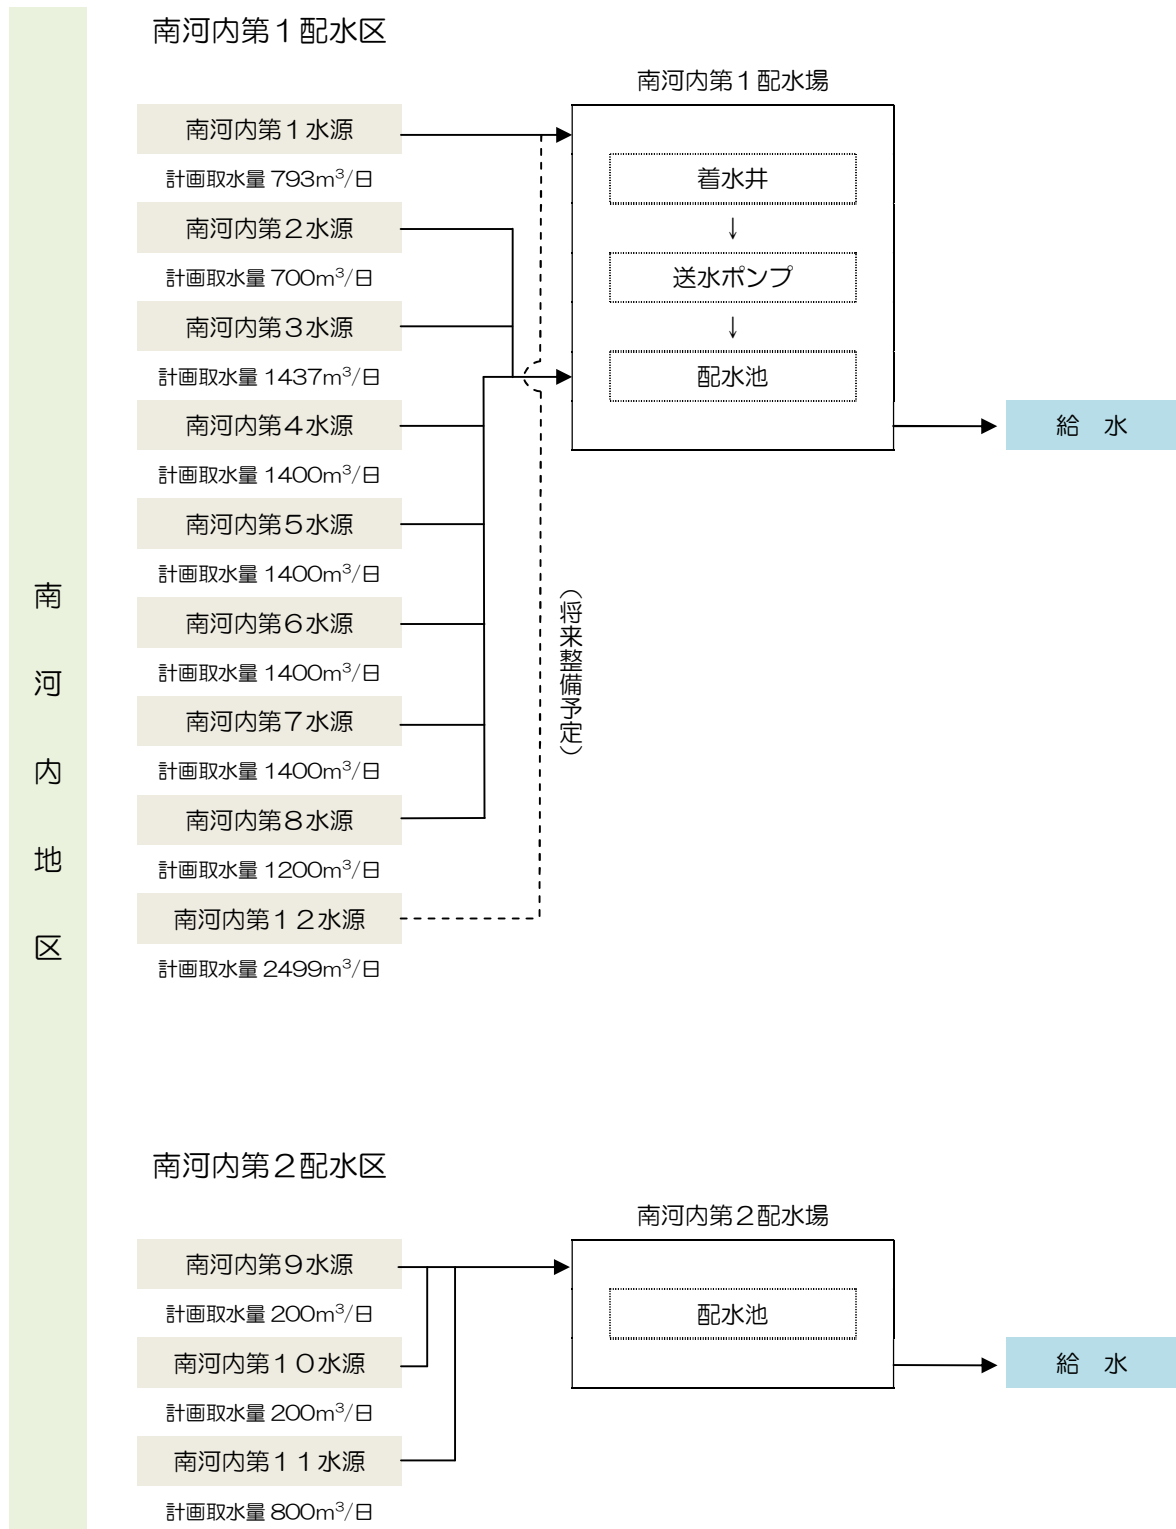 南河内地区
南河内第1配水区
南河内第1配水場
南河内第1水源
計画取水量 793m³/日
南河内第2水源
計画取水量 700m³/日
南河内第3水源
計画取水量 1437m³/日
南河内第4水源
計画取水量 1400m³/日
南河内第5水源
計画取水量 1400m³/日
南河内第6水源
計画取水量 1400m³/日
南河内第7水源
計画取水量 1400m³/日
南河内第8水源
計画取水量 1200m³/日
南河内第12水源
計画取水量 2499m³/日
(将来整備予定)
着水井
↓
送水ポンプ
↓
配水池
給 水
南河内第2配水区
南河内第2配水場
南河内第9水源
計画取水量 200m³/日
南河内第10水源
計画取水量 200m³/日
南河内第11水源
計画取水量 800m³/日
配水池
給 水